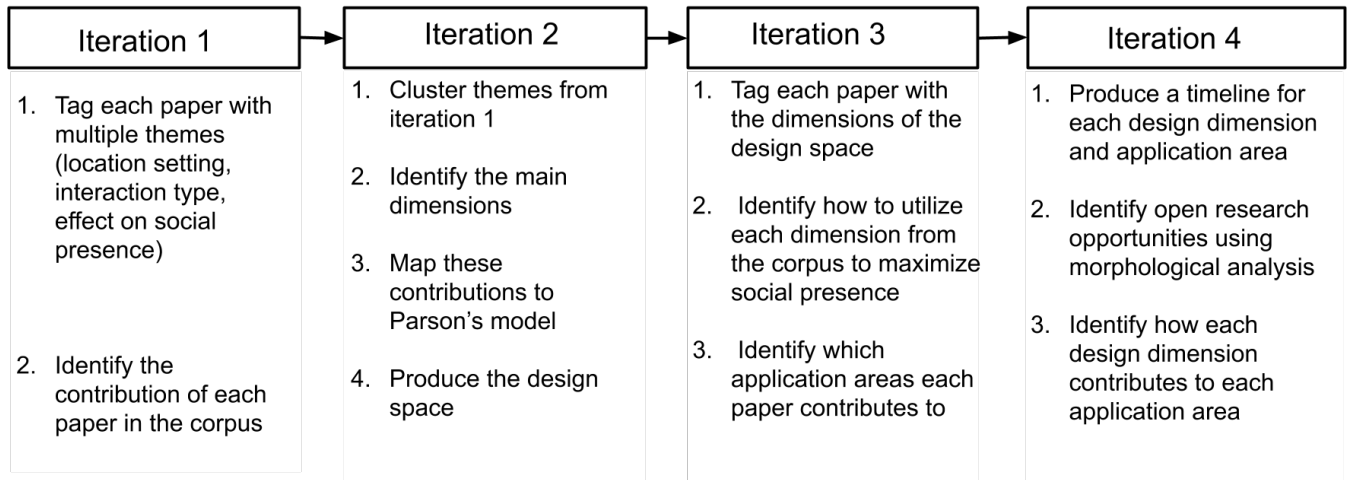 Iteration 1
1. Tag each paper with
multiple themes
(location setting,
interaction type,
effect on social
presence)
2. Identify the
contribution of each
paper in the corpus
Iteration 2
1. Cluster themes from
iteration 1
2. Identify the main
dimensions
3. Map these
contributions to
Parson's model
4. Produce the design
space
Iteration 3
1. Tag each paper with
the dimensions of the
design space
2. Identify how to utilize
each dimension from
the corpus to maximize
social presence
3. Identify which
application areas each
paper contributes to
Iteration 4
1. Produce a timeline for
each design dimension
and application area
2. Identify open research
opportunities using
morphological analysis
3. Identify how each
design dimension
contributes to each
application area